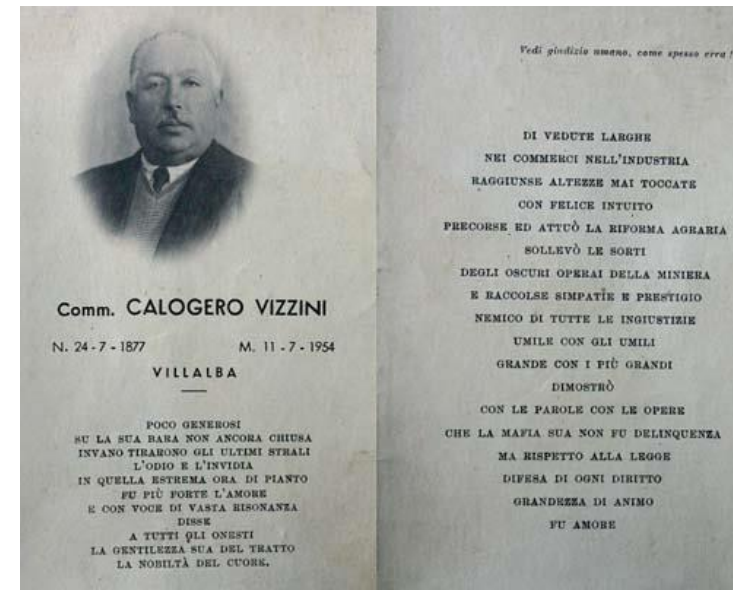 Comm. CALOGERO VIZZINI
N. 24-7-1877 M. 11-7-1954
VILLALBA
POCO GENEROSI
SU LA SUA BARA NON ANCORA CHIUSA
INVANO TIRARONO GLI ULTIMI STRALI
L'ODIO E L'INVIDIA
IN QUELLA ESTREMA ORA DI PIANTO
FU PIÙ FORTE L'AMORE
E CON VOCE DI VASTA RISONANZA
DISSE
A TUTTI GLI ONESTI
LA GENTILEZZA SUA DEL TRATTO
LA NOBILTÀ DEL CUORE.
Vedi giudizio umano, come spesso erra!
DI VEDUTE LARGHE
NEI COMMERCI NELL'INDUSTRIA
RAGGIUNSE ALTEZZE MAI TOCCATE
CON FELICE INTUITO
PRECORSE ED ATTUÒ LA RIFORMA AGRARIA
SOLLEVÒ LE SORTI
DEGLI OSCURI OPERAI DELLA MINIERA
E RACCOLSE SIMPATIE E PRESTIGIO
NEMICO DI TUTTE LE INGIUSTIZIE
UMILE CON GLI UMILI
GRANDE CON I PIÙ GRANDI
DIMOSTRÒ
CON LE PAROLE CON LE OPERE
CHE LA MAFIA SUA NON FU DELINQUENZA
MA RISPETTO ALLA LEGGE
DIFESA DI OGNI DIRITTO
GRANDEZZA DI ANIMO
FU AMORE